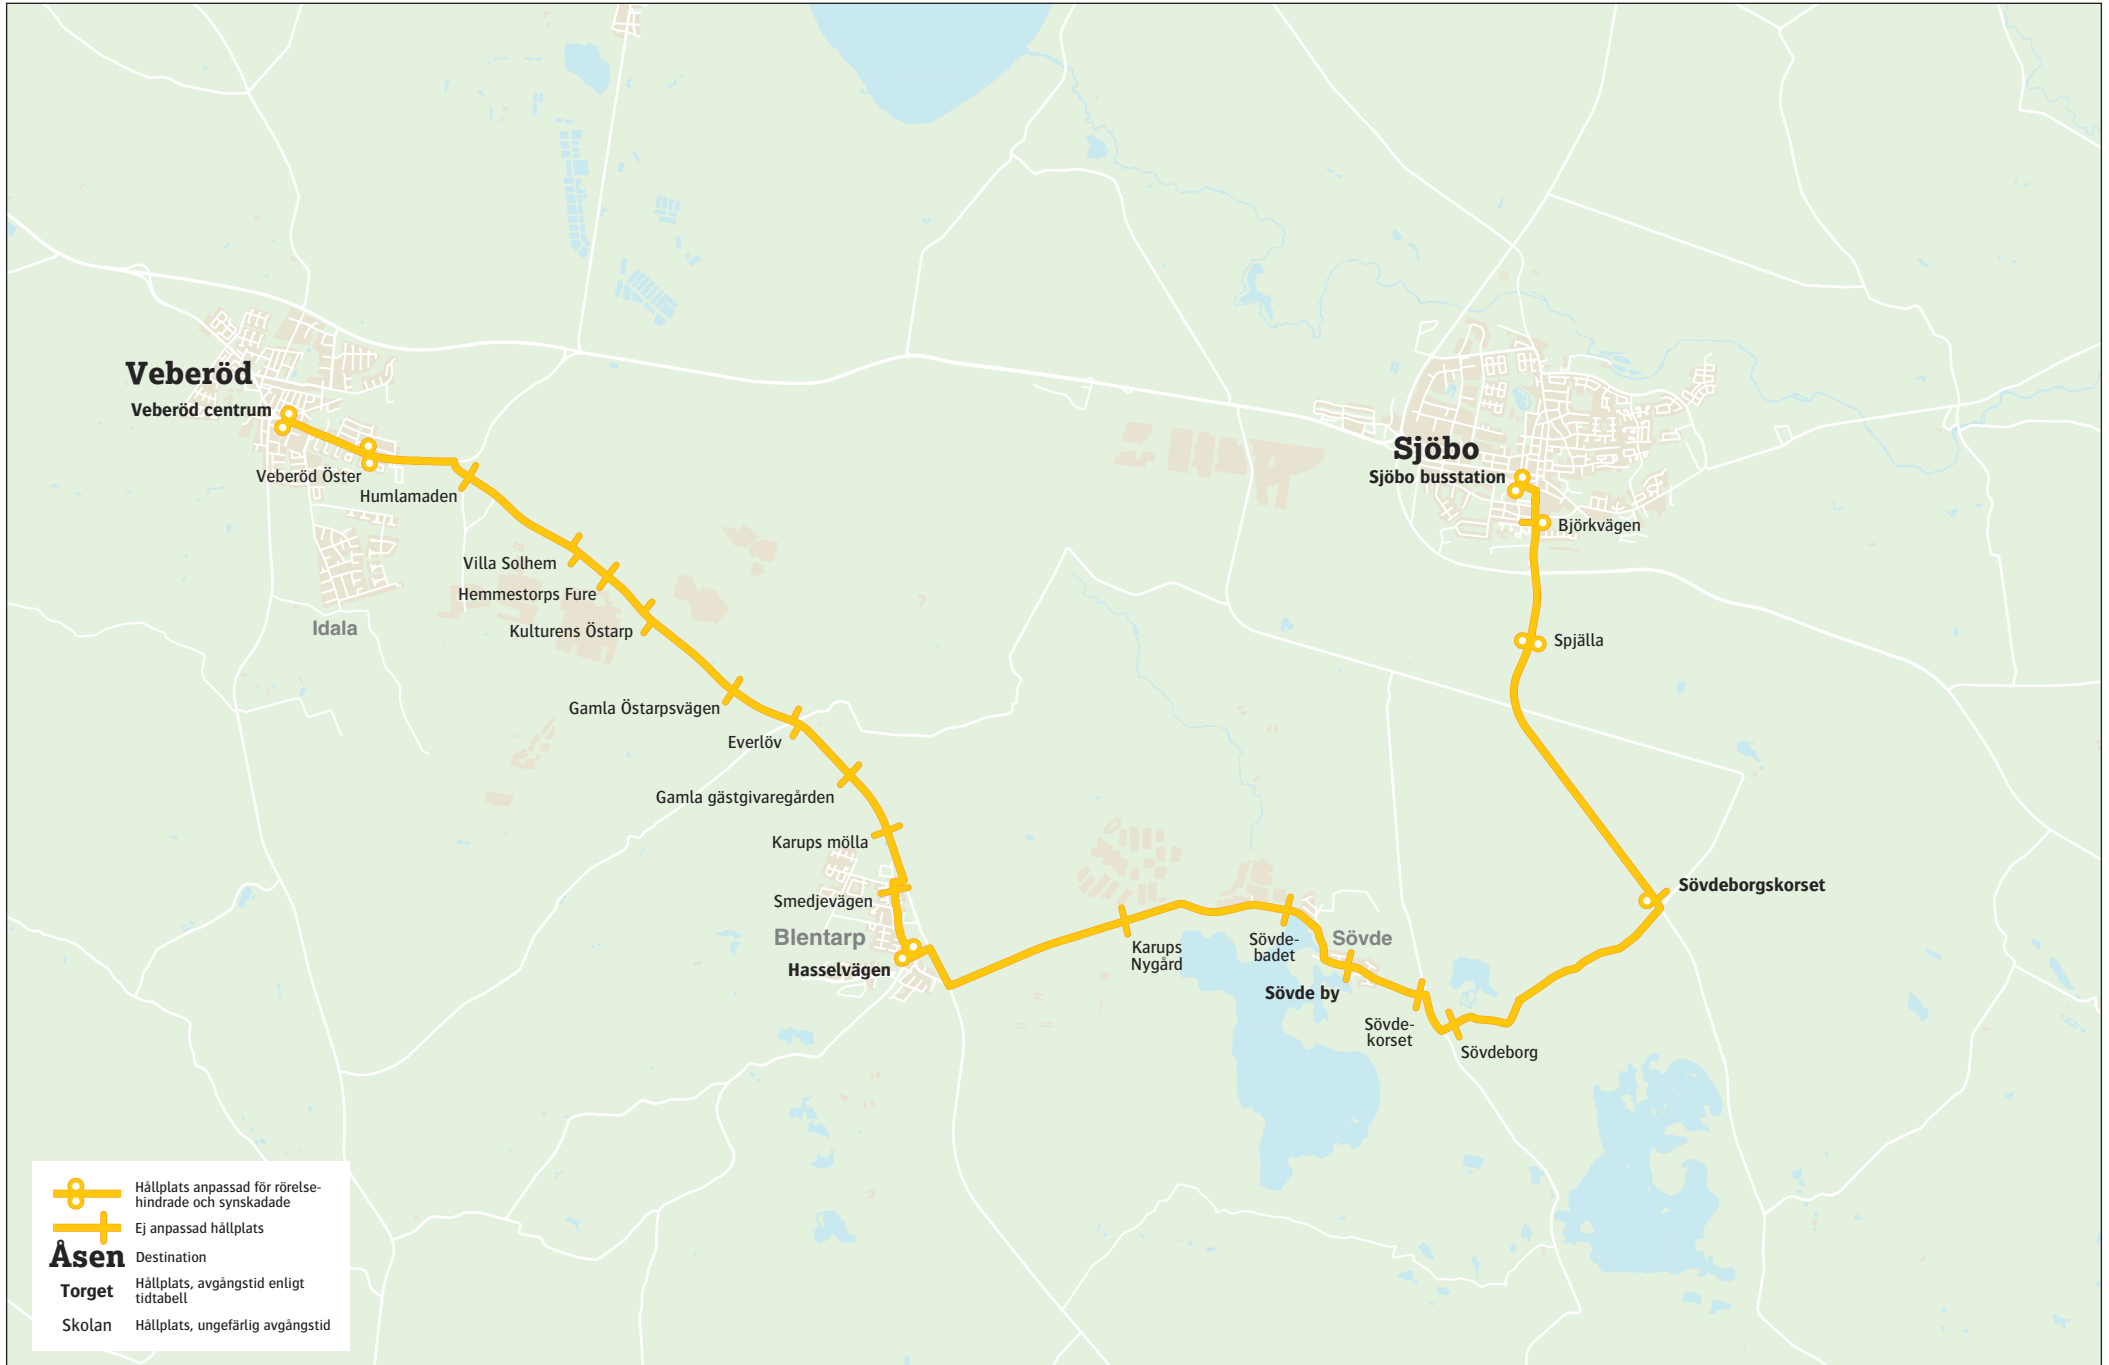 Veberöd
Veberöd centrum
Veberöd Öster
Humlamaden
Villa Solhem
Hemmestorps Fure
Idala
Kulturens Östarp
Gamla Östarpsvägen
Everlöv
Gamla gästgivaregården
Karups mölla
Smedjevägen
Blentarp
Hasselvägen
Karups
Nygård
Sövde-
badet
Sövde
Sövde by
Sövde-
korset
Sövdeborg
Sövdeborgskorset
Spjälla
Björkvägen
Sjöbo
Sjöbo busstation
Hållplats anpassad för rörelse-
hindrade och synskadade
Ej anpassad hållplats
Åsen Destination
Torget Hållplats, avgångstid enligt
tidtabell
Skolan Hållplats, ungefärlig avgångstid